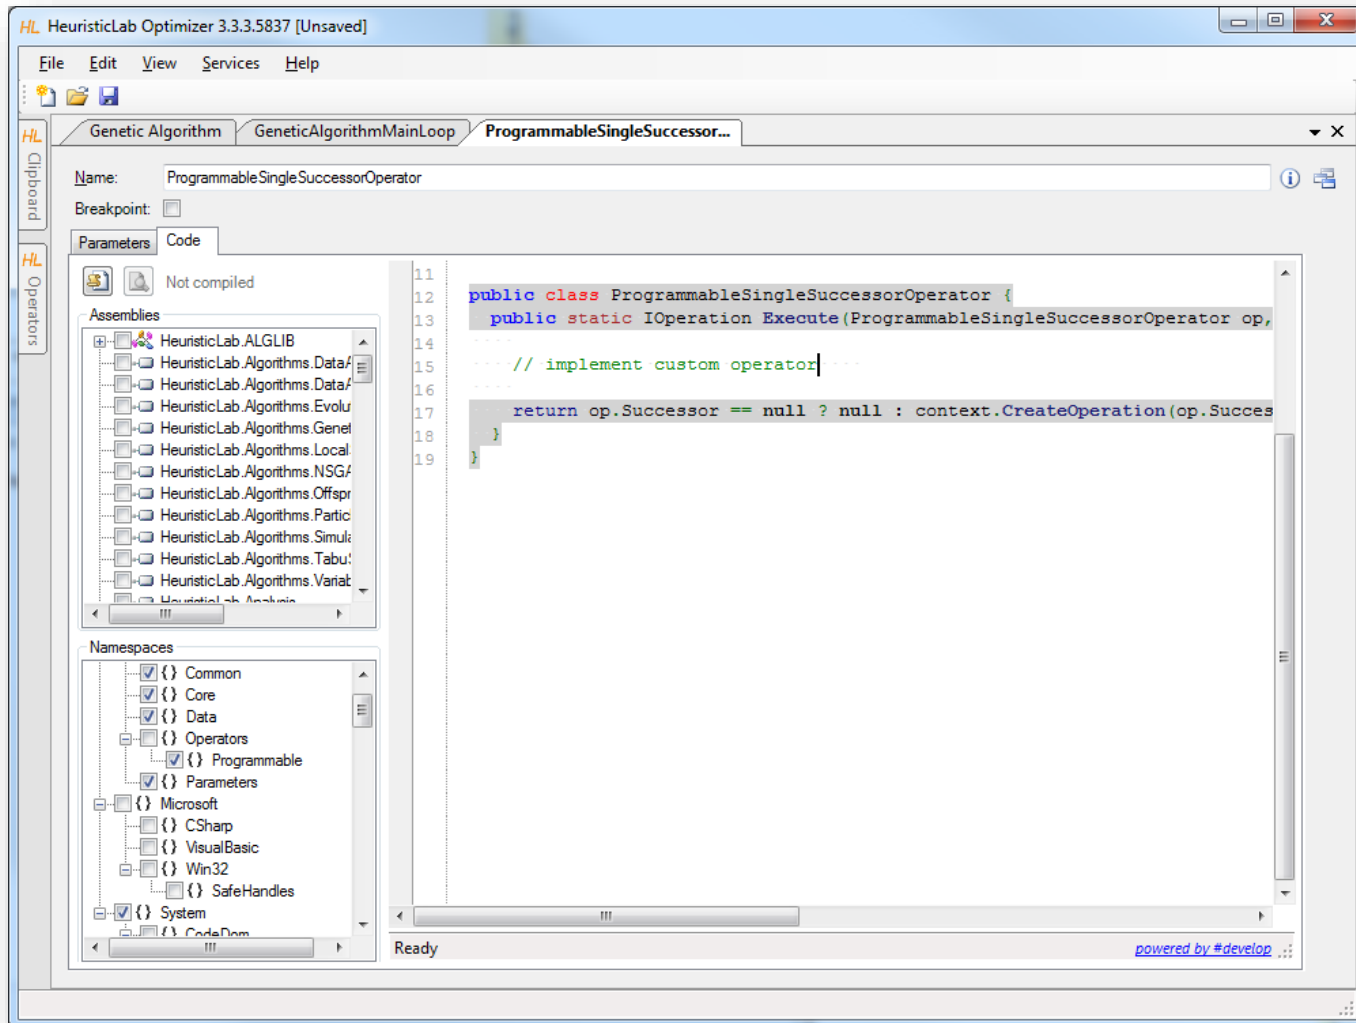 HL HeuristicLab Optimizer 3.3.3.5837 [Unsaved]
File Edit View Services Help
HL Clipboard
HL Operators
Genetic Algorithm GeneticAlgorithmMainLoop ProgrammableSingleSuccessor...
Name: ProgrammableSingleSuccessorOperator
Breakpoint:
Parameters Code
Not compiled
Assemblies
HeuristicLab.ALGLIB
HeuristicLab.Algorithms.DataA
HeuristicLab.Algorithms.DataA
HeuristicLab.Algorithms.Evolu
HeuristicLab.Algorithms.Genet
HeuristicLab.Algorithms.Local
HeuristicLab.Algorithms.NSGA
HeuristicLab.Algorithms.Offspr
HeuristicLab.Algorithms.Partic
HeuristicLab.Algorithms.Simula
HeuristicLab.Algorithms.TabuS
HeuristicLab.Algorithms.Variab
HeuristicLab.Analysis
Namespaces
{} Common
{} Core
{} Data
{} Operators
{} Programmable
{} Parameters
{} Microsoft
{} CSharp
{} VisualBasic
{} Win32
{} SafeHandles
{} System
{} CodeDom
11
12 public class ProgrammableSingleSuccessorOperator {
13 public static IOperation Execute(ProgrammableSingleSuccessorOperator op,
14
15 // implement custom operator
16
17 return op.Successor == null ? null : context.CreateOperation(op.Succes
18 }
19 }
Ready powered by #develop